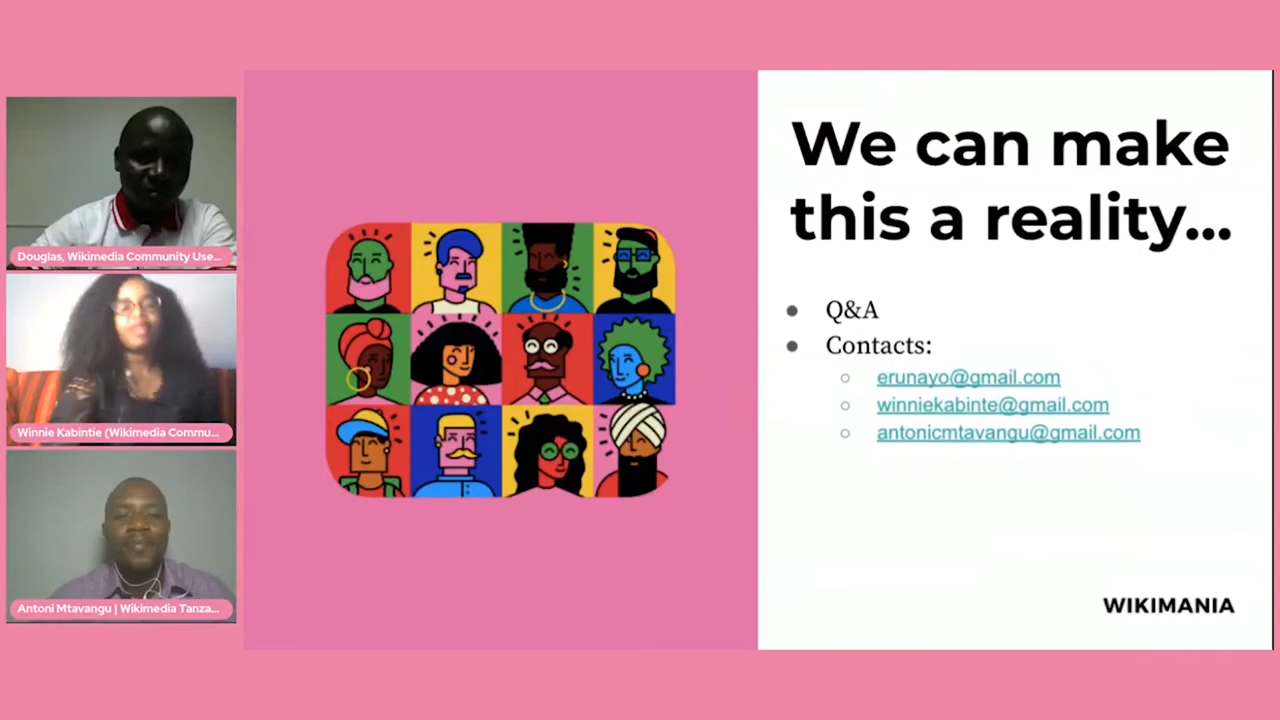 Douglas, Wikimedia Community Use...
Winnie Kabintie (Wikimedia Commu...
Antoni Mtavangu | Wikimedia Tanza...
We can make
this a reality...
Q&A
Contacts:
erunayo@gmail.com
winniekabinte@gmail.com
antonicmtavangu@gmail.com
WIKIMANIA